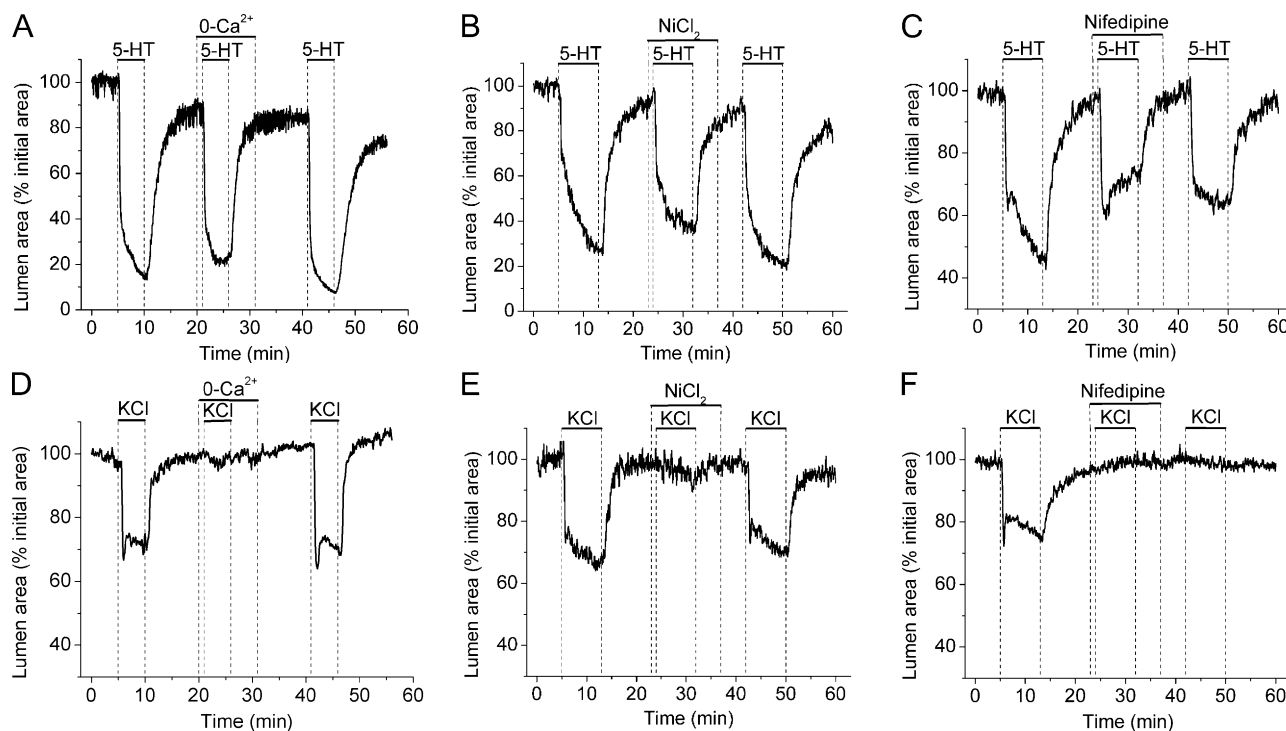 A
0-Ca²⁺
5-HT 5-HT 5-HT
Lumen area (% initial area)
100
80
60
40
20
0
0 10 20 30 40 50 60
Time (min)
B
NiCl₂
5-HT 5-HT 5-HT
Lumen area (% initial area)
100
80
60
40
20
0
0 10 20 30 40 50 60
Time (min)
C
Nifedipine
5-HT 5-HT 5-HT
Lumen area (% initial area)
100
80
60
40
0 10 20 30 40 50 60
Time (min)
D
0-Ca²⁺
KCl KCl KCl
Lumen area (% initial area)
100
80
60
40
0 10 20 30 40 50 60
Time (min)
E
NiCl₂
KCl KCl KCl
Lumen area (% initial area)
100
80
60
40
0 10 20 30 40 50 60
Time (min)
F
Nifedipine
KCl KCl KCl
Lumen area (% initial area)
100
80
60
40
0 10 20 30 40 50 60
Time (min)